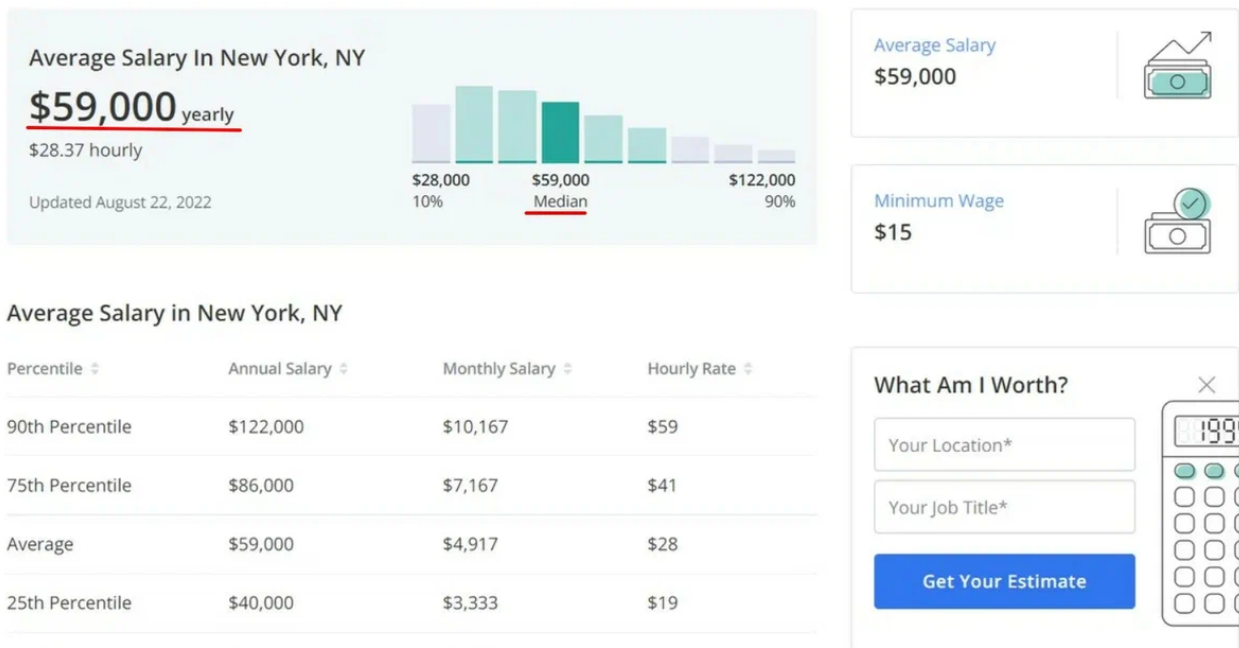 Average Salary In New York, NY
$59,000 yearly
$28.37 hourly
Updated August 22, 2022
$28,000 $59,000 $122,000
10% Median 90%
Average Salary
$59,000
Minimum Wage
$15
Average Salary in New York, NY
Percentile Annual Salary Monthly Salary Hourly Rate
90th Percentile $122,000 $10,167 $59
75th Percentile $86,000 $7,167 $41
Average $59,000 $4,917 $28
25th Percentile $40,000 $3,333 $19
What Am I Worth?
199
Your Location*
Your Job Title*
Get Your Estimate